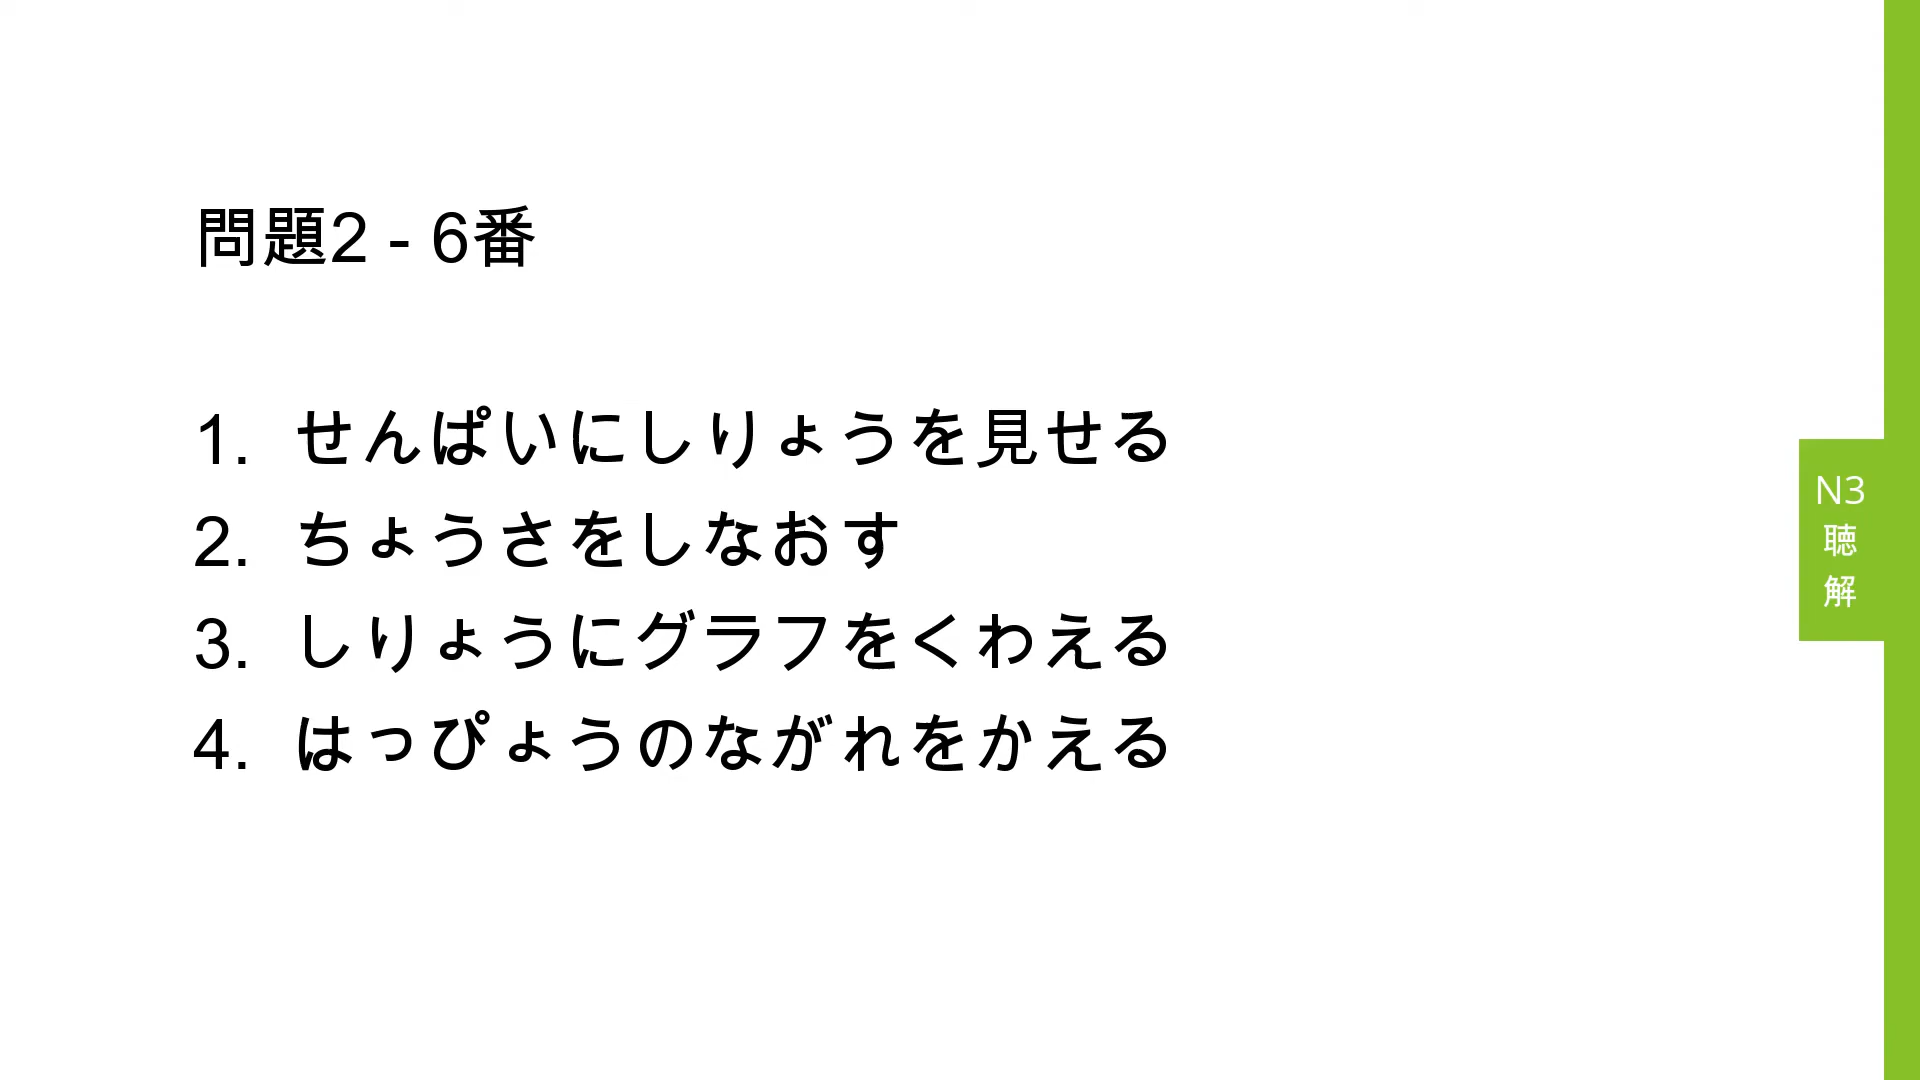 問題2 - 6番
1. せんぱいにしりょうを見せる
2. ちょうさをしなおす
3. しりょうにグラフをくわえる
4. はっぴょうのながれをかえる
N3
聴
解